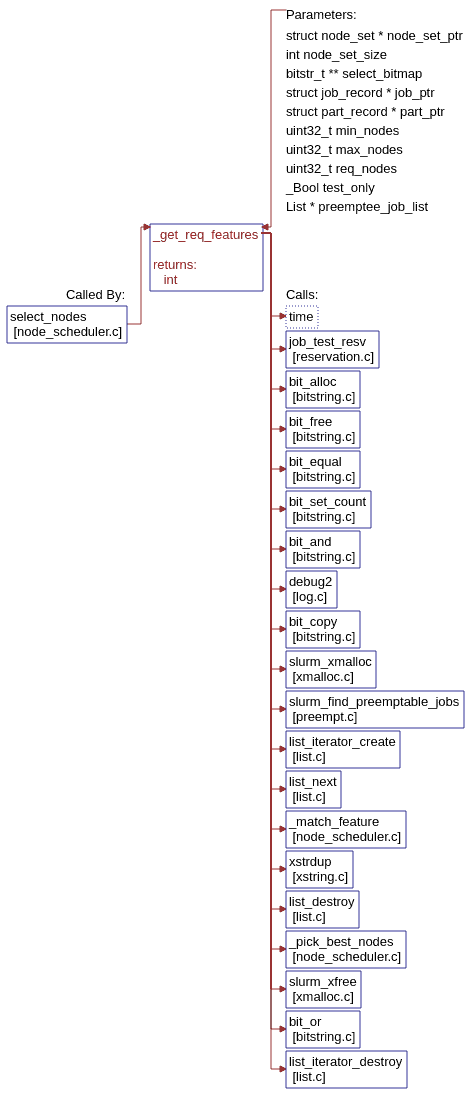 Parameters:
struct node_set * node_set_ptr
int node_set_size
bitstr_t ** select_bitmap
struct job_record * job_ptr
struct part_record * part_ptr
uint32_t min_nodes
uint32_t max_nodes
uint32_t req_nodes
_Bool test_only
List * preemptee_job_list
_get_req_features
returns:
int
Called By:
select_nodes
[node_scheduler.c]
Calls:
time
job_test_resv
[reservation.c]
bit_alloc
[bitstring.c]
bit_free
[bitstring.c]
bit_equal
[bitstring.c]
bit_set_count
[bitstring.c]
bit_and
[bitstring.c]
debug2
[log.c]
bit_copy
[bitstring.c]
slurm_xmalloc
[xmalloc.c]
slurm_find_preemptable_jobs
[preempt.c]
list_iterator_create
[list.c]
list_next
[list.c]
_match_feature
[node_scheduler.c]
xstrdup
[xstring.c]
list_destroy
[list.c]
_pick_best_nodes
[node_scheduler.c]
slurm_xfree
[xmalloc.c]
bit_or
[bitstring.c]
list_iterator_destroy
[list.c]